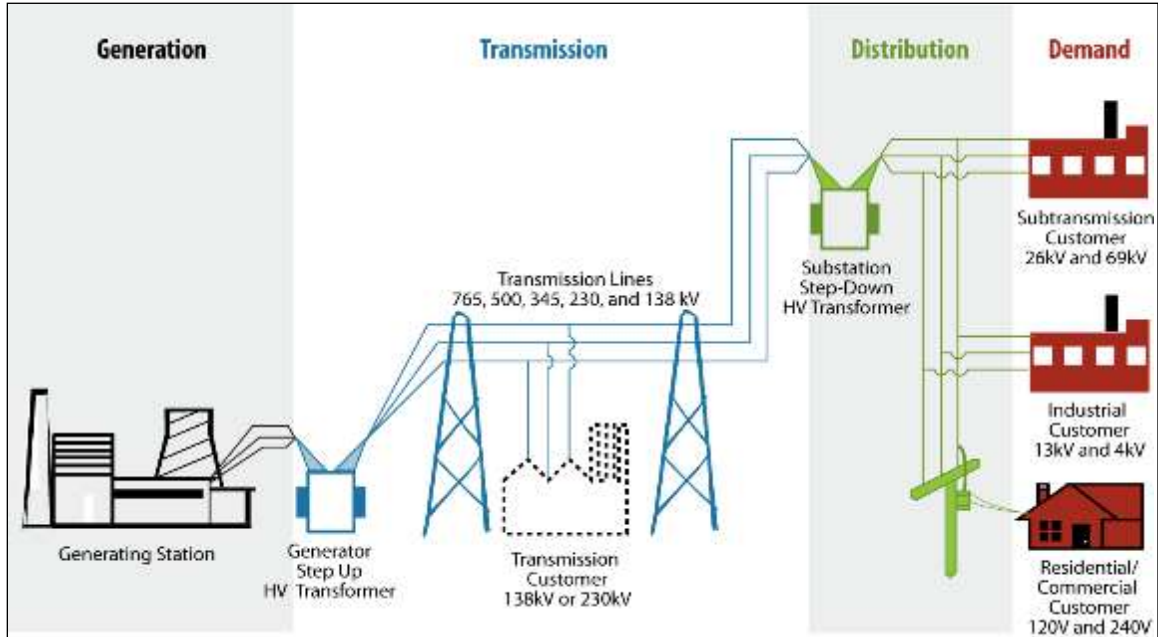 Generation
Transmission
Distribution
Demand
Subtransmission
Customer
26kV and 69kV
Substation
Step-Down
HV Transformer
Transmission Lines
765, 500, 345, 230, and 138 kV
Industrial
Customer
13kV and 4kV
Generating Station
Generator
Step Up
HV Transformer
Transmission
Customer
138kV or 230kV
Residential/
Commercial
Customer
120V and 240V